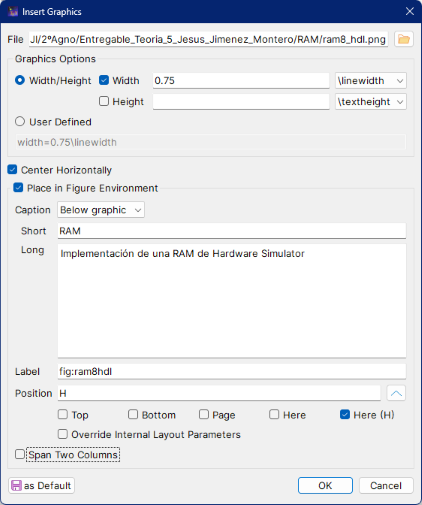 Insert Graphics
File JI/2ºAgno/Entregable_Teoria_5_Jesus_Jimenez_Montero/RAM/ram8_hdl.png
Graphics Options
Width/Height Width 0.75 \linewidth
Height \textheight
User Defined
width=0.75\linewidth
Center Horizontally
Place in Figure Environment
Caption Below graphic
Short RAM
Long Implementación de una RAM de Hardware Simulator
Label fig:ram8hdl
Position H
Top Bottom Page Here Here (H)
Override Internal Layout Parameters
Span Two Columns
as Default OK Cancel